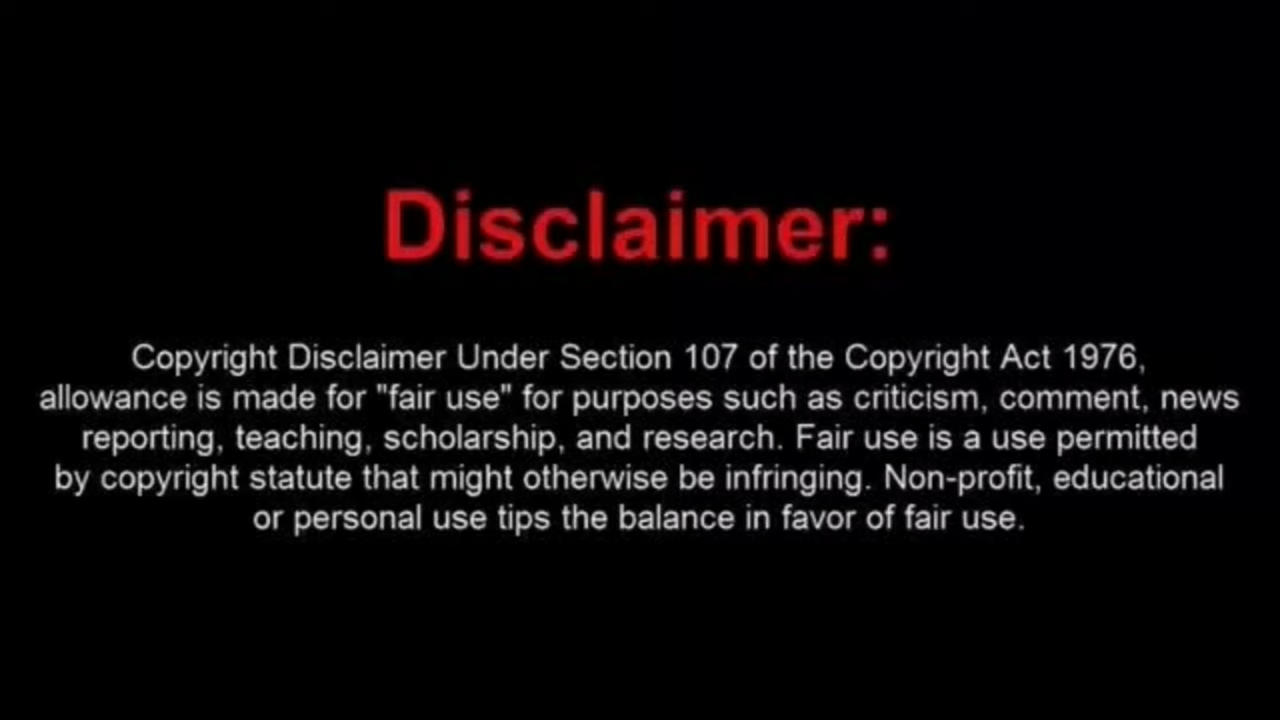 Disclaimer:
Copyright Disclaimer Under Section 107 of the Copyright Act 1976,
allowance is made for "fair use" for purposes such as criticism, comment, news
reporting, teaching, scholarship, and research. Fair use is a use permitted
by copyright statute that might otherwise be infringing. Non-profit, educational
or personal use tips the balance in favor of fair use.